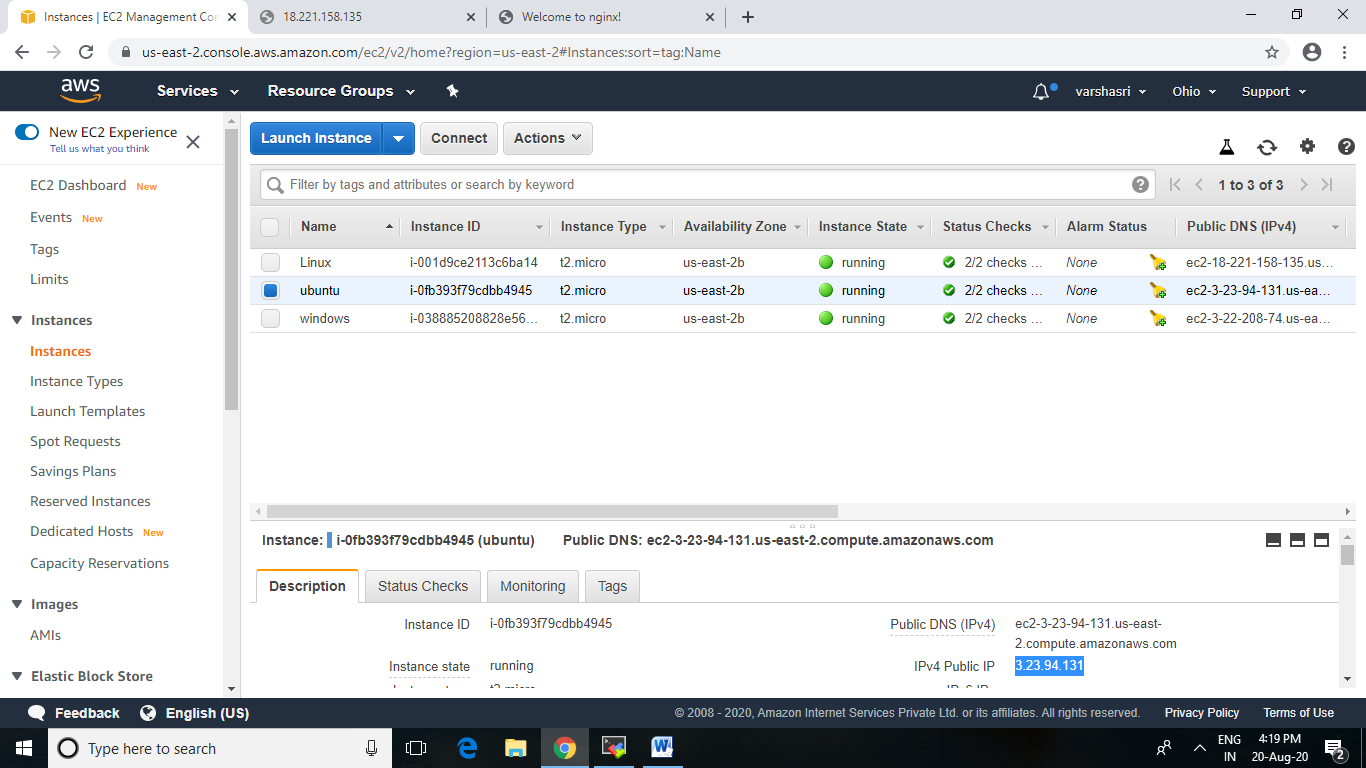 Instances | EC2 Management Con
18.221.158.135
Welcome to nginx!
us-east-2.console.aws.amazon.com/ec2/v2/home?region=us-east-2#Instances:sort=tag:Name
aws
Services
Resource Groups
varshasri
Ohio
Support
New EC2 Experience
Tell us what you think
EC2 Dashboard New
Events New
Tags
Limits
Instances
Instances
Instance Types
Launch Templates
Spot Requests
Savings Plans
Reserved Instances
Dedicated Hosts New
Capacity Reservations
Images
AMIs
Elastic Block Store
Launch Instance
Connect
Actions
Filter by tags and attributes or search by keyword
1 to 3 of 3
Name Instance ID Instance Type Availability Zone Instance State Status Checks Alarm Status Public DNS (IPv4)
Linux i-001d9ce2113c6ba14 t2.micro us-east-2b running 2/2 checks ... None ec2-18-221-158-135.us...
ubuntu i-0fb393f79cdbb4945 t2.micro us-east-2b running 2/2 checks ... None ec2-3-23-94-131.us-ea...
windows i-038885208828e56... t2.micro us-east-2b running 2/2 checks ... None ec2-3-22-208-74.us-ea...
Instance: i-0fb393f79cdbb4945 (ubuntu) Public DNS: ec2-3-23-94-131.us-east-2.compute.amazonaws.com
Description
Status Checks
Monitoring
Tags
Instance ID i-0fb393f79cdbb4945
Public DNS (IPv4) ec2-3-23-94-131.us-east-
2.compute.amazonaws.com
Instance state running
IPv4 Public IP 3.23.94.131
Feedback
English (US)
© 2008 - 2020, Amazon Internet Services Private Ltd. or its affiliates. All rights reserved.
Privacy Policy
Terms of Use
Type here to search
ENG
IN
4:19 PM
20-Aug-20
2